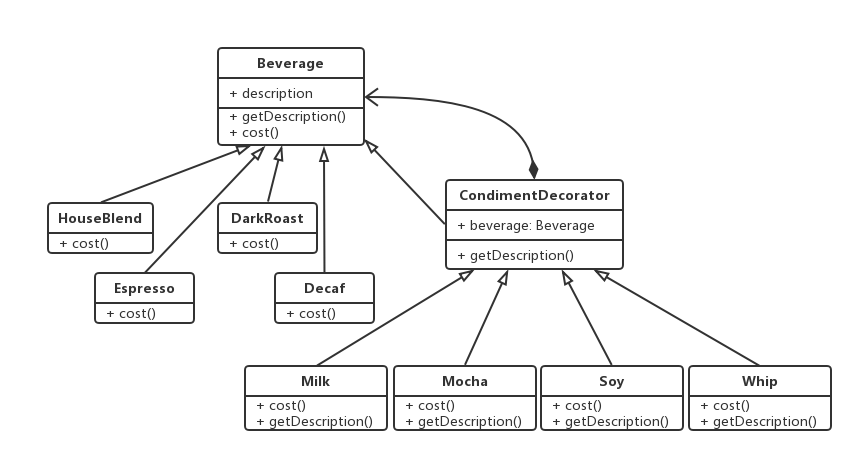 Beverage
+ description
+ getDescription()
+ cost()
CondimentDecorator
+ beverage: Beverage
+ getDescription()
HouseBlend
+ cost()
DarkRoast
+ cost()
Espresso
+ cost()
Decaf
+ cost()
Milk
+ cost()
+ getDescription()
Mocha
+ cost()
+ getDescription()
Soy
+ cost()
+ getDescription()
Whip
+ cost()
+ getDescription()